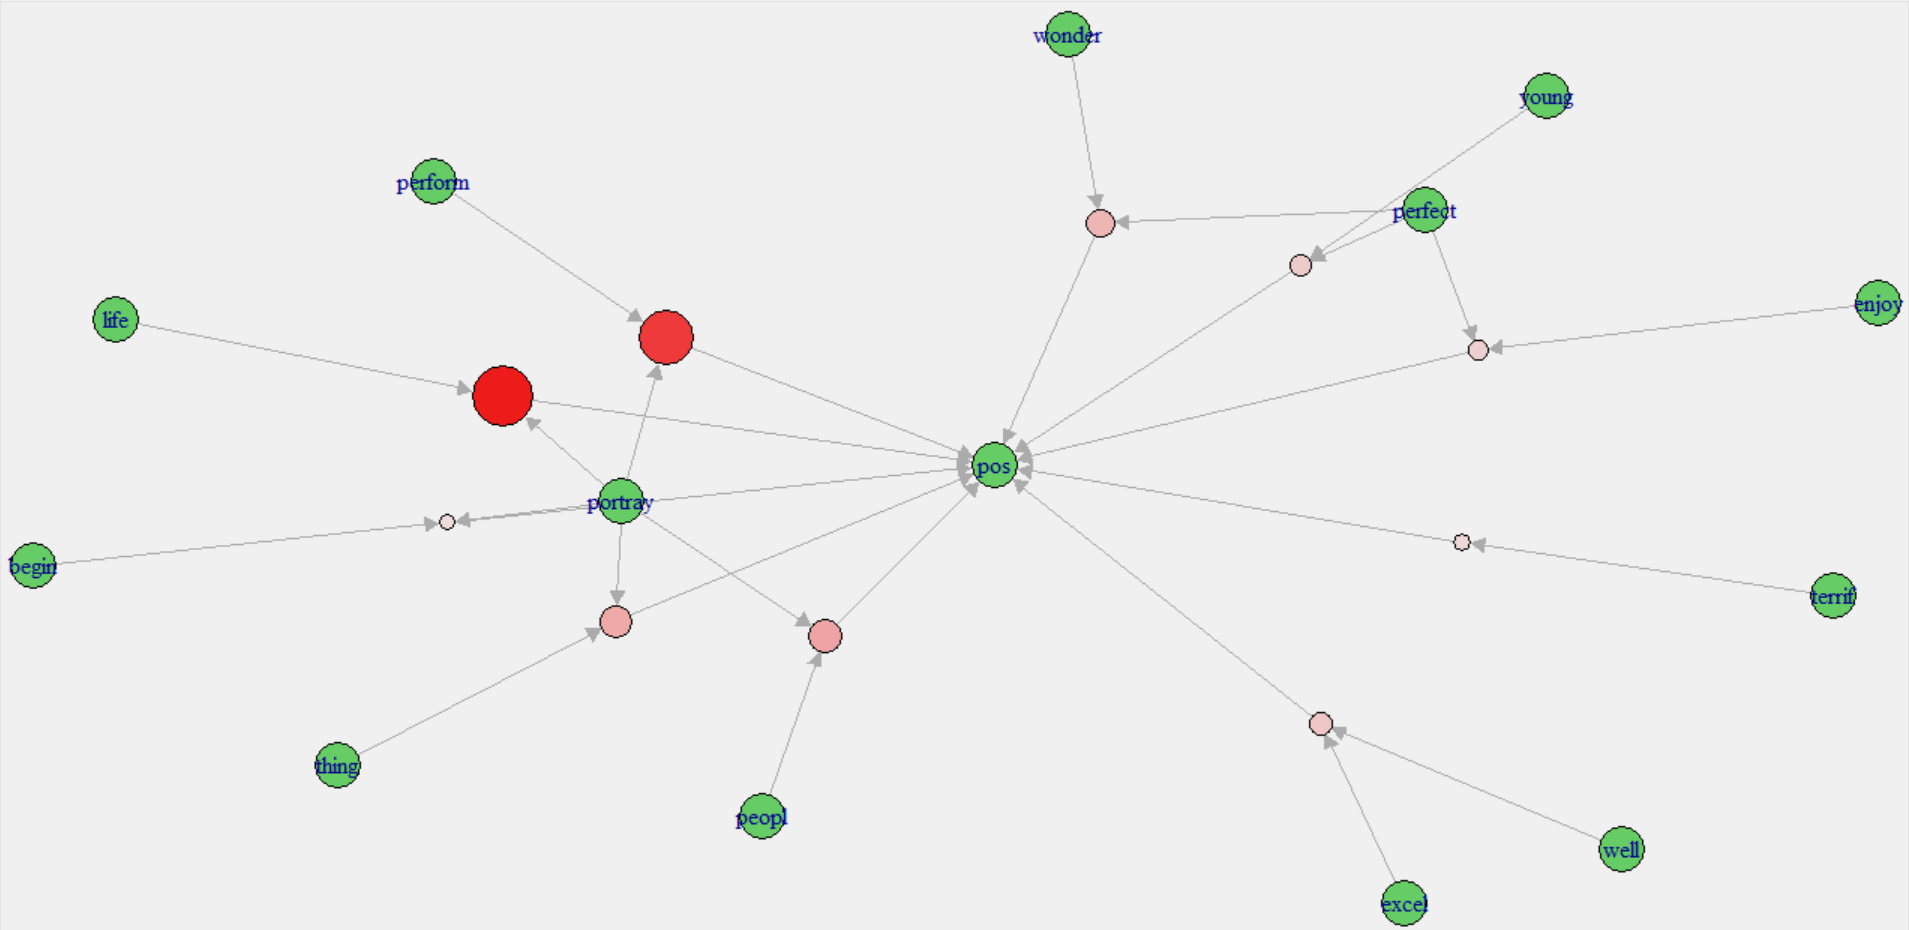 wonder
young
perform
perfect
enjoy
life
pos
portray
begin
terrif
thing
peopl
well
excel